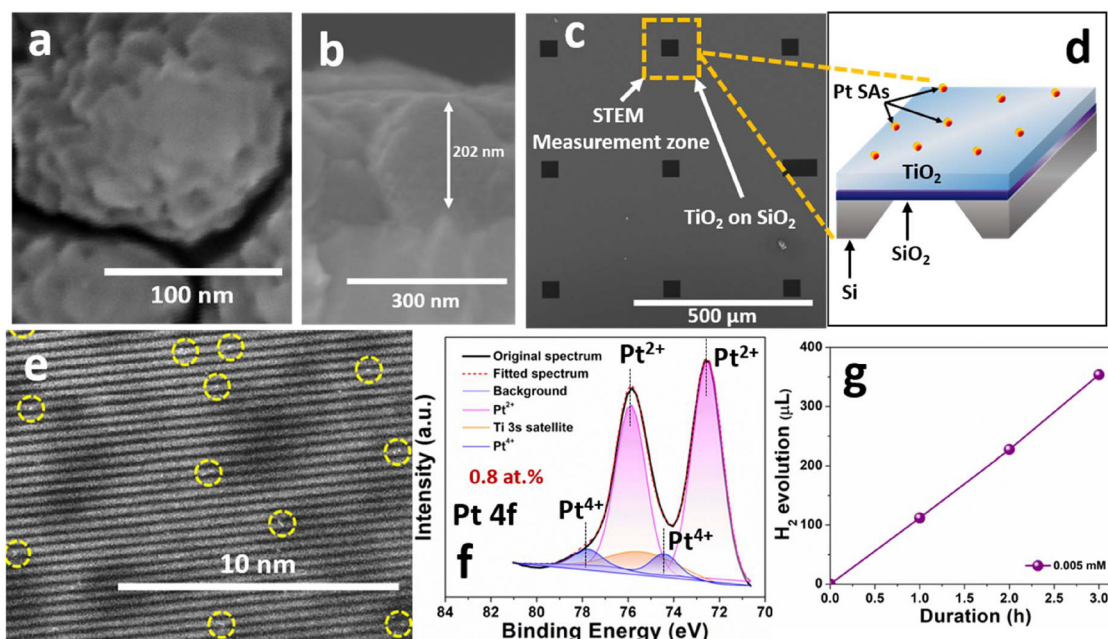 a
100 nm
b
202 nm
300 nm
c
STEM
Measurement zone
TiO₂ on SiO₂
500 µm
d
Pt SAs
TiO₂
SiO₂
Si
e
10 nm
Original spectrum
Fitted spectrum
Background
Pt²⁺
Ti 3s satellite
Pt⁴⁺
Pt²⁺
Pt²⁺
0.8 at.%
Pt⁴⁺
Pt⁴⁺
Pt 4f
f
Intensity (a.u.)
84 82 80 78 76 74 72 70
Binding Energy (eV)
g
H₂ evolution (µL)
400
300
200
100
0
0.005 mM
0.0 0.5 1.0 1.5 2.0 2.5 3.0
Duration (h)